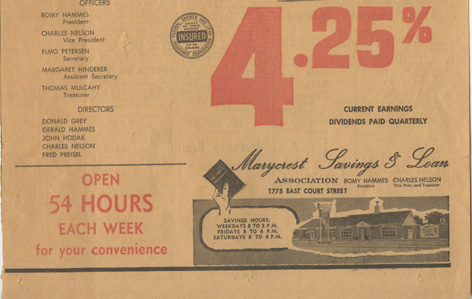 OFFICERS
ROMY HAMMES
President
CHARLES NELSON
Vice President
ELMO PETERSEN
Secretary
MARGARET HINDERER
Assistant Secretary
THOMAS MULCAHY
Treasurer
DIRECTORS
DONALD GREY
GERALD HAMMES
JOHN HODAK
CHARLES NELSON
FRED PREISEL
INSURED
4.25%
CURRENT EARNINGS
DIVIDENDS PAID QUARTERLY
OPEN
54 HOURS
EACH WEEK
for your convenience
Marycrest Savings & Loan
ASSOCIATION ROMY HAMMES CHARLES NELSON
President Vice Pres. and Treasurer
1775 EAST COURT STREET
SAVINGS HOURS:
WEEKDAYS 8 TO 5 P.M.
FRIDAYS 8 TO 6 P.M.
SATURDAYS 8 TO 4 P.M.